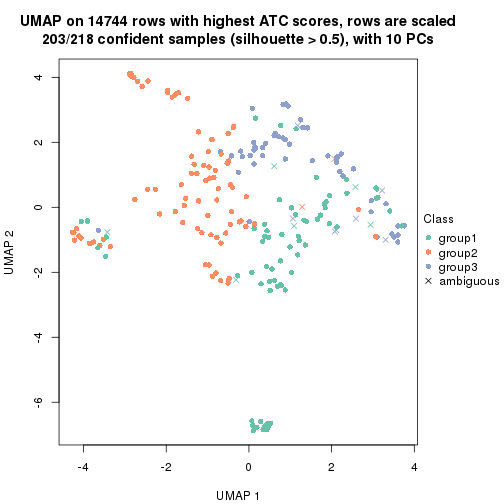 UMAP on 14744 rows with highest ATC scores, rows are scaled
203/218 confident samples (silhouette > 0.5), with 10 PCs
4
2
0
-2
-4
-6
UMAP 2
-4
-2
0
2
4
UMAP 1
Class
group1
group2
group3
ambiguous